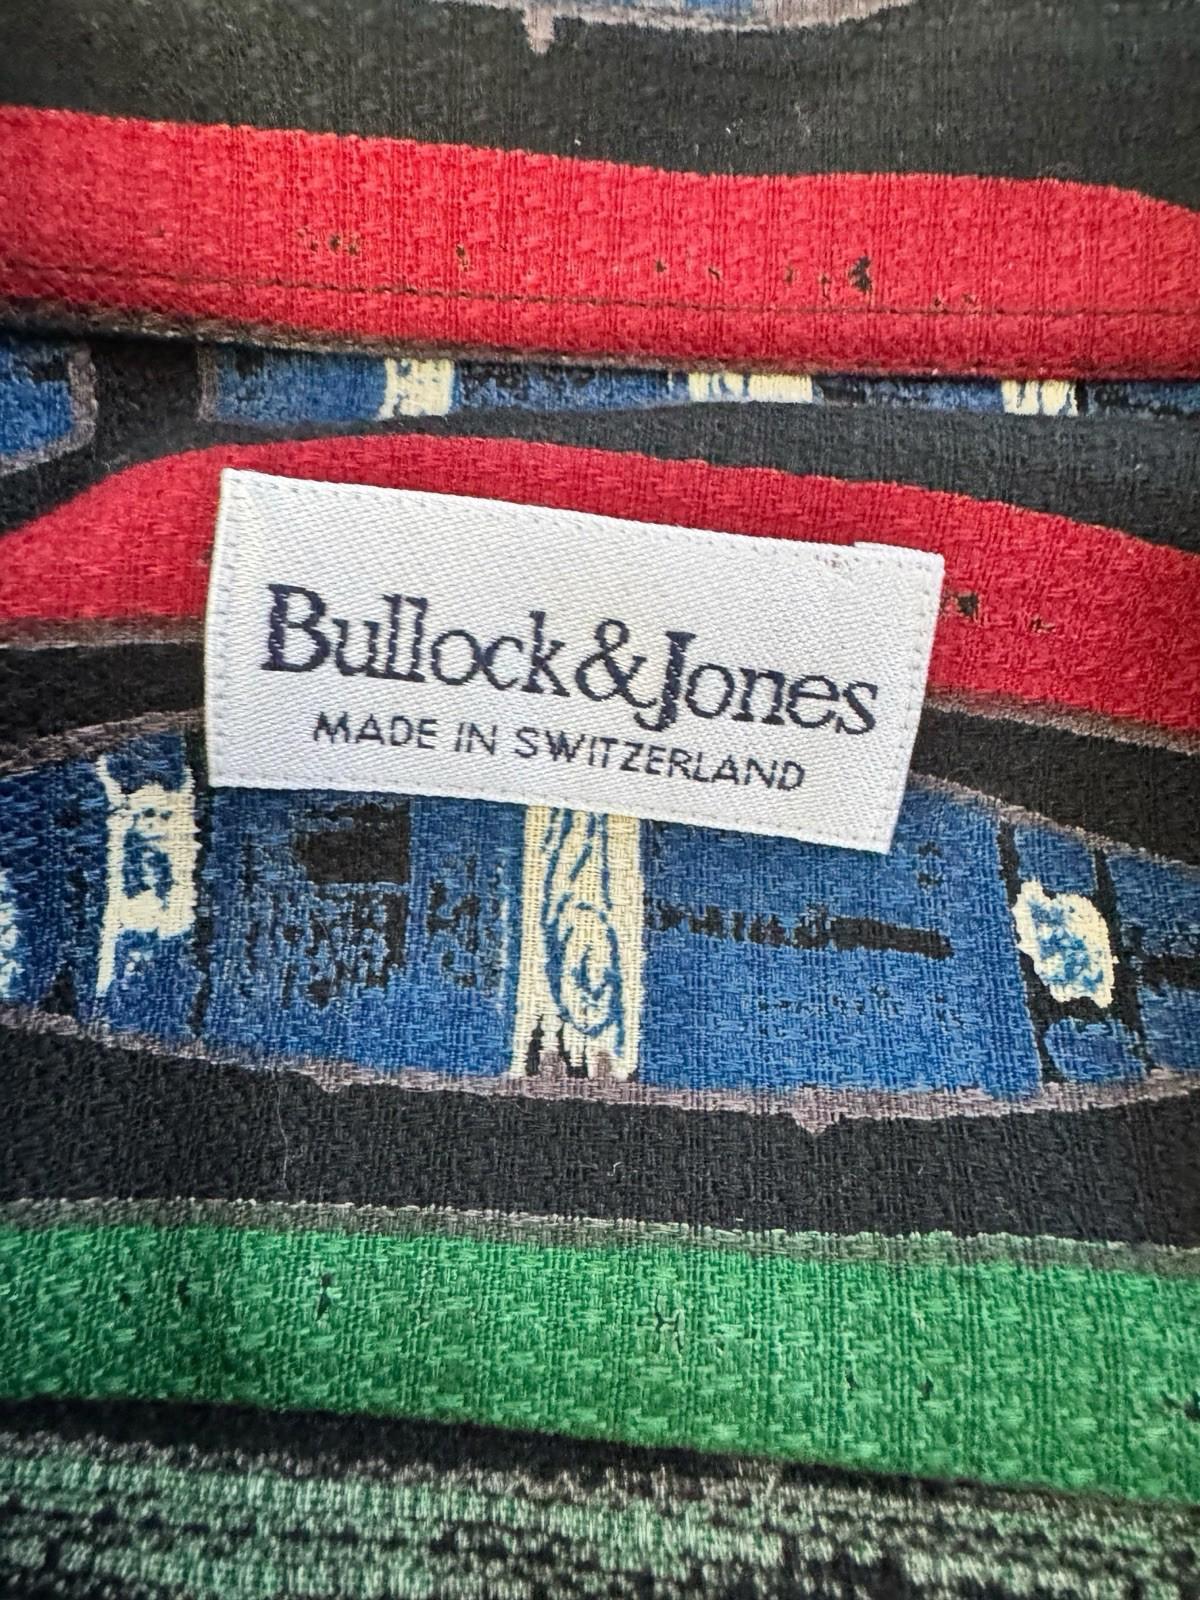 Bullock & Jones
MADE IN SWITZERLAND